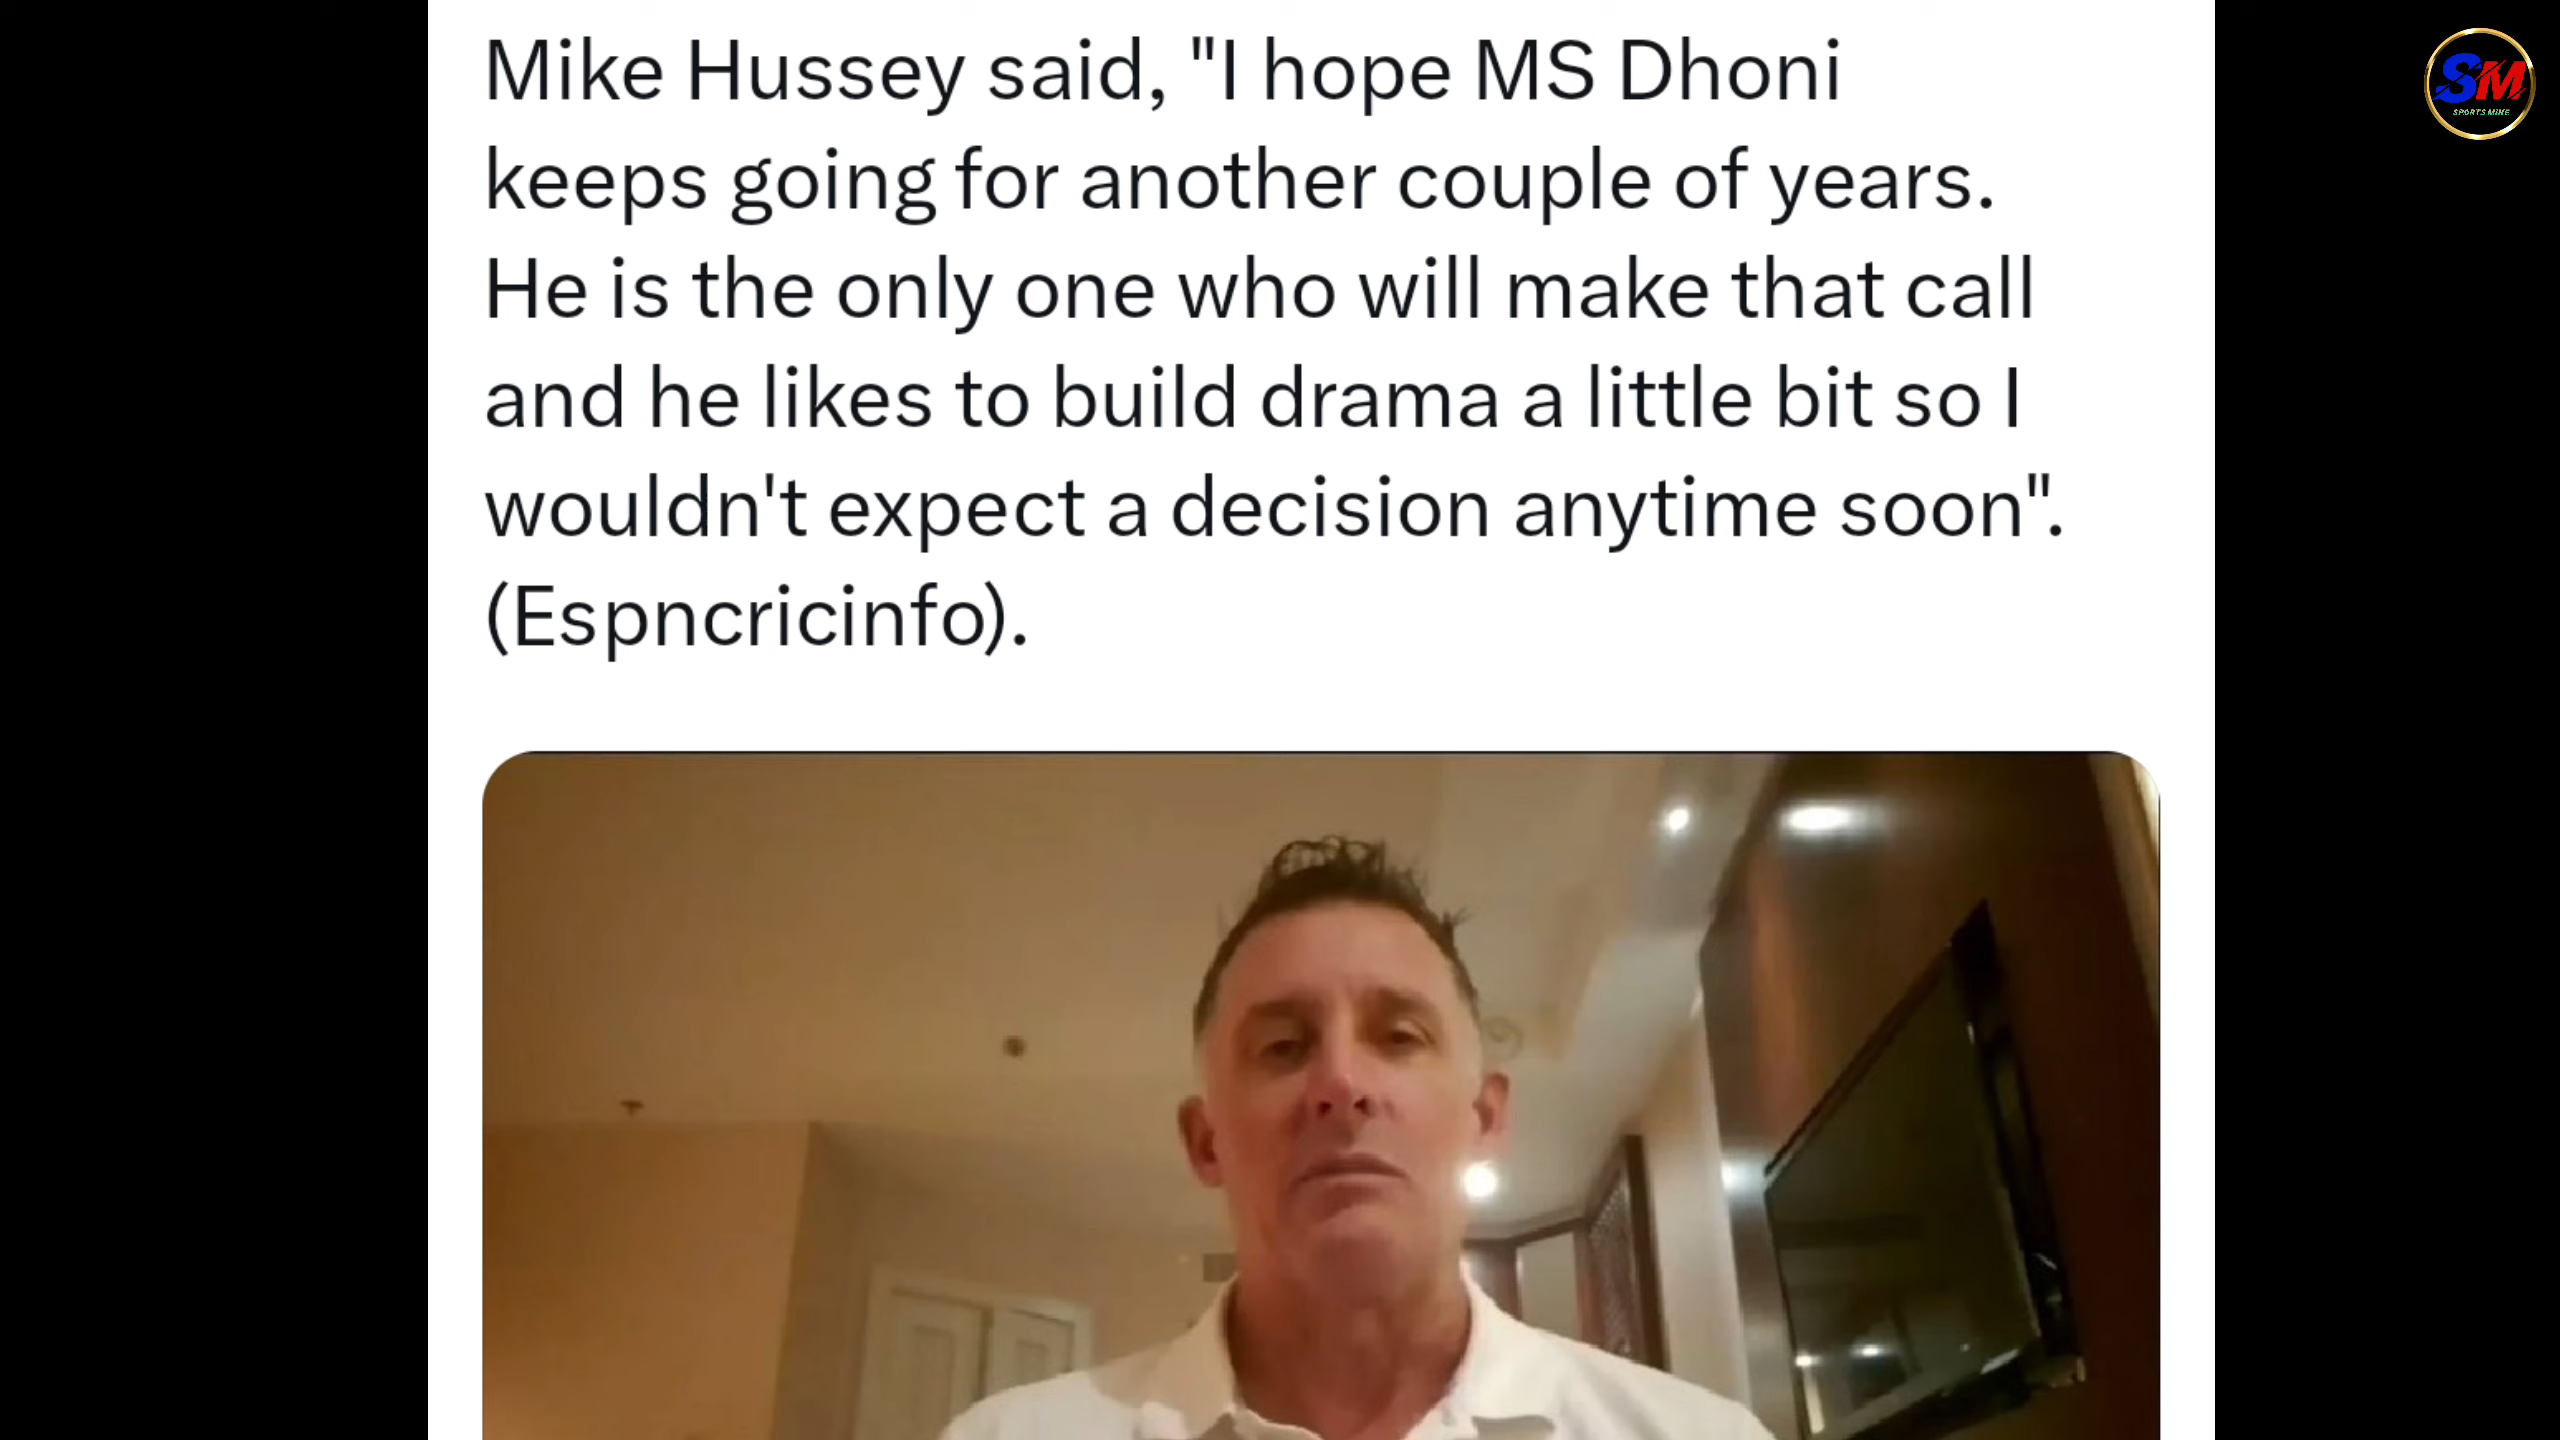 Mike Hussey said, "I hope MS Dhoni
keeps going for another couple of years.
He is the only one who will make that call
and he likes to build drama a little bit so I
wouldn't expect a decision anytime soon".
(Espncricinfo).
SM
SPORTS MIKE